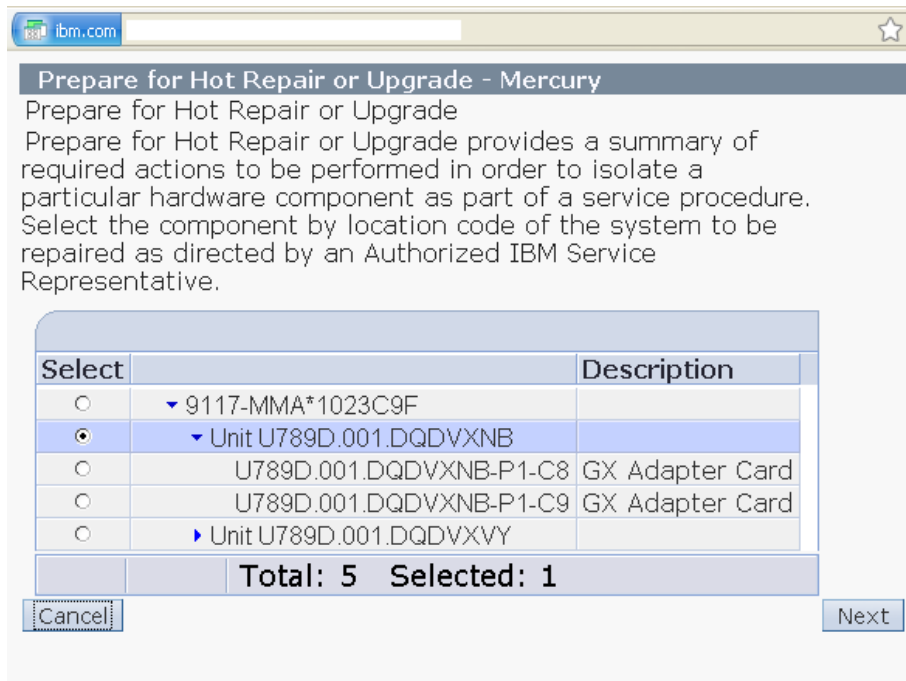 ibm.com
Prepare for Hot Repair or Upgrade - Mercury
Prepare for Hot Repair or Upgrade
Prepare for Hot Repair or Upgrade provides a summary of
required actions to be performed in order to isolate a
particular hardware component as part of a service procedure.
Select the component by location code of the system to be
repaired as directed by an Authorized IBM Service
Representative.
Select Description
9117-MMA*1023C9F
Unit U789D.001.DQDVXNB
U789D.001.DQDVXNB-P1-C8 GX Adapter Card
U789D.001.DQDVXNB-P1-C9 GX Adapter Card
Unit U789D.001.DQDVXVY
Total: 5 Selected: 1
Cancel Next